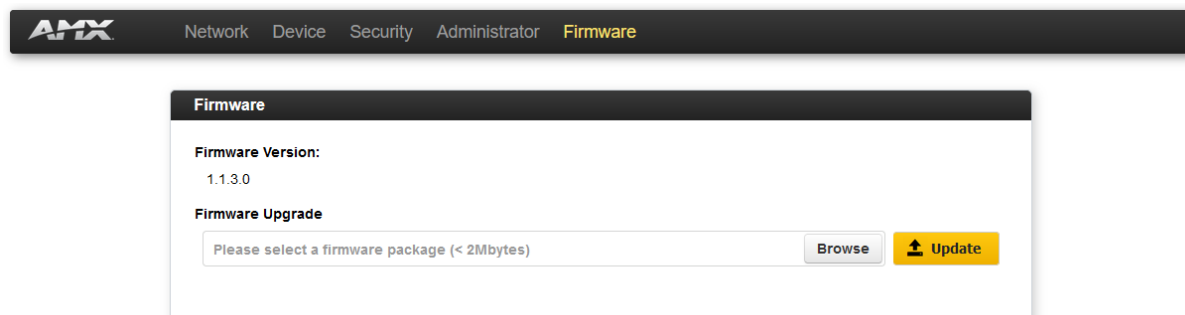 AMX Network Device Security Administrator Firmware
Firmware
Firmware Version:
1.1.3.0
Firmware Upgrade
Please select a firmware package (< 2Mbytes) Browse Update